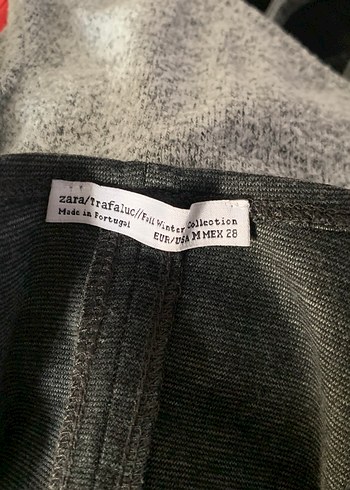 zara/Trafaluc//Fall Winter Collection
Made in Portugal
EUR/USA M MEX 28